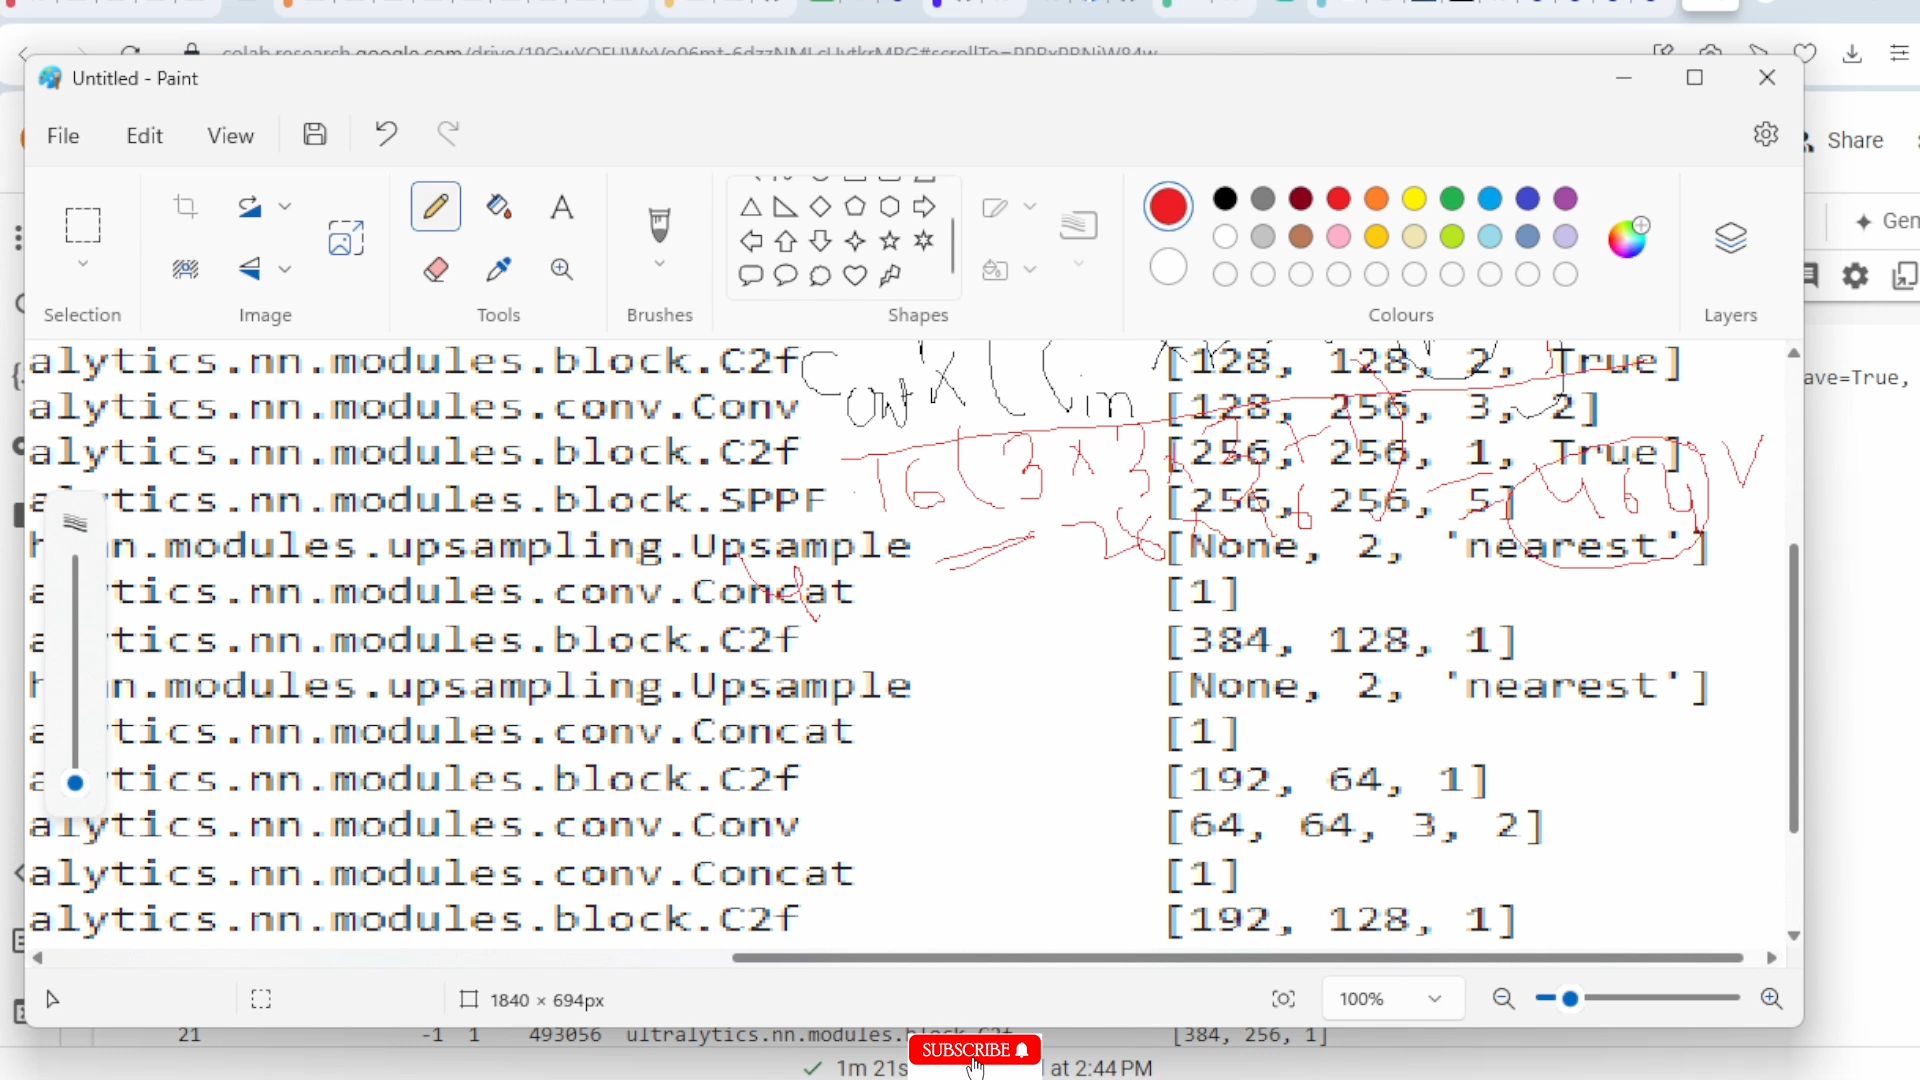 Untitled - Paint
File Edit View
Share
Gen
Selection Image Tools Brushes Shapes Colours Layers
alytics.nn.modules.block.C2f [128, 128, 2, True]
ave=True,
alytics.nn.modules.conv.Conv [128, 256, 3, 2]
alytics.nn.modules.block.C2f [256, 256, 1, True]
16 ( 3 x 3
tics.nn.modules.block.SPPF [256, 256, 5]
n.modules.upsampling.Upsample [None, 2, 'nearest']
tics.nn.modules.conv.Concat [1]
tics.nn.modules.block.C2f [384, 128, 1]
n.modules.upsampling.Upsample [None, 2, 'nearest']
tics.nn.modules.conv.Concat [1]
tics.nn.modules.block.C2f [192, 64, 1]
alytics.nn.modules.conv.Conv [64, 64, 3, 2]
alytics.nn.modules.conv.Concat [1]
alytics.nn.modules.block.C2f [192, 128, 1]
1840 × 694px 100%
21 -1 1 493056 ultralytics.nn.modules.block.C2f [384, 256, 1]
SUBSCRIBE
1m 21s at 2:44 PM